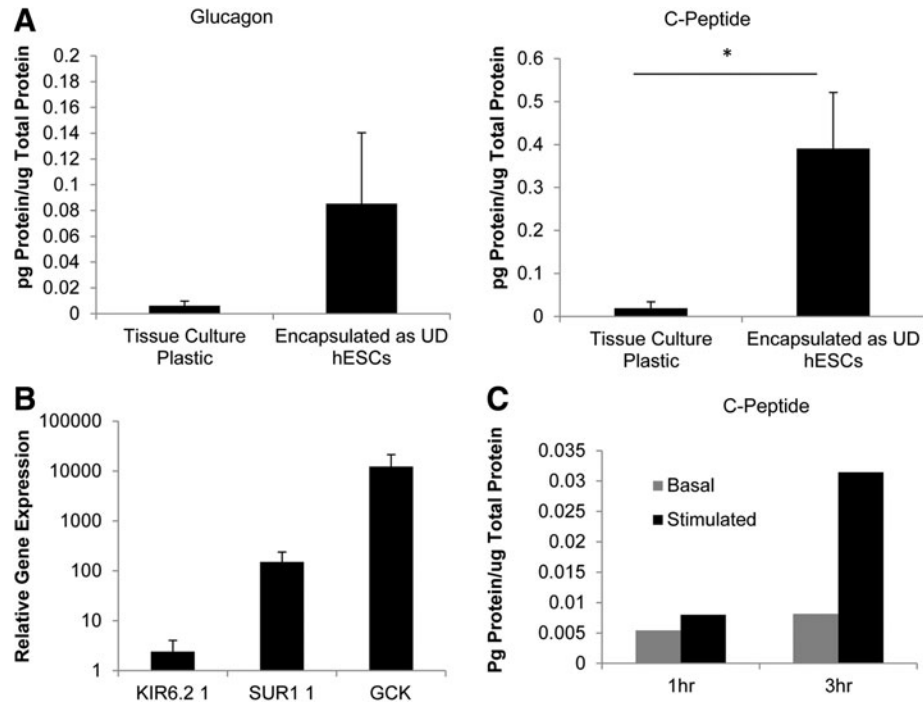 A
Glucagon
pg Protein/ug Total Protein
0.2
0.18
0.16
0.14
0.12
0.1
0.08
0.06
0.04
0.02
0
Tissue Culture
Plastic
Encapsulated as UD
hESCs
C-Peptide
pg Protein/ug Total Protein
0.6
0.5
0.4
0.3
0.2
0.1
0
*
Tissue Culture
Plastic
Encapsulated as UD
hESCs
B
Relative Gene Expression
100000
10000
1000
100
10
1
KIR6.2 1
SUR1 1
GCK
C
C-Peptide
Pg Protein/ug Total Protein
0.035
0.03
0.025
0.02
0.015
0.01
0.005
0
Basal
Stimulated
1hr
3hr